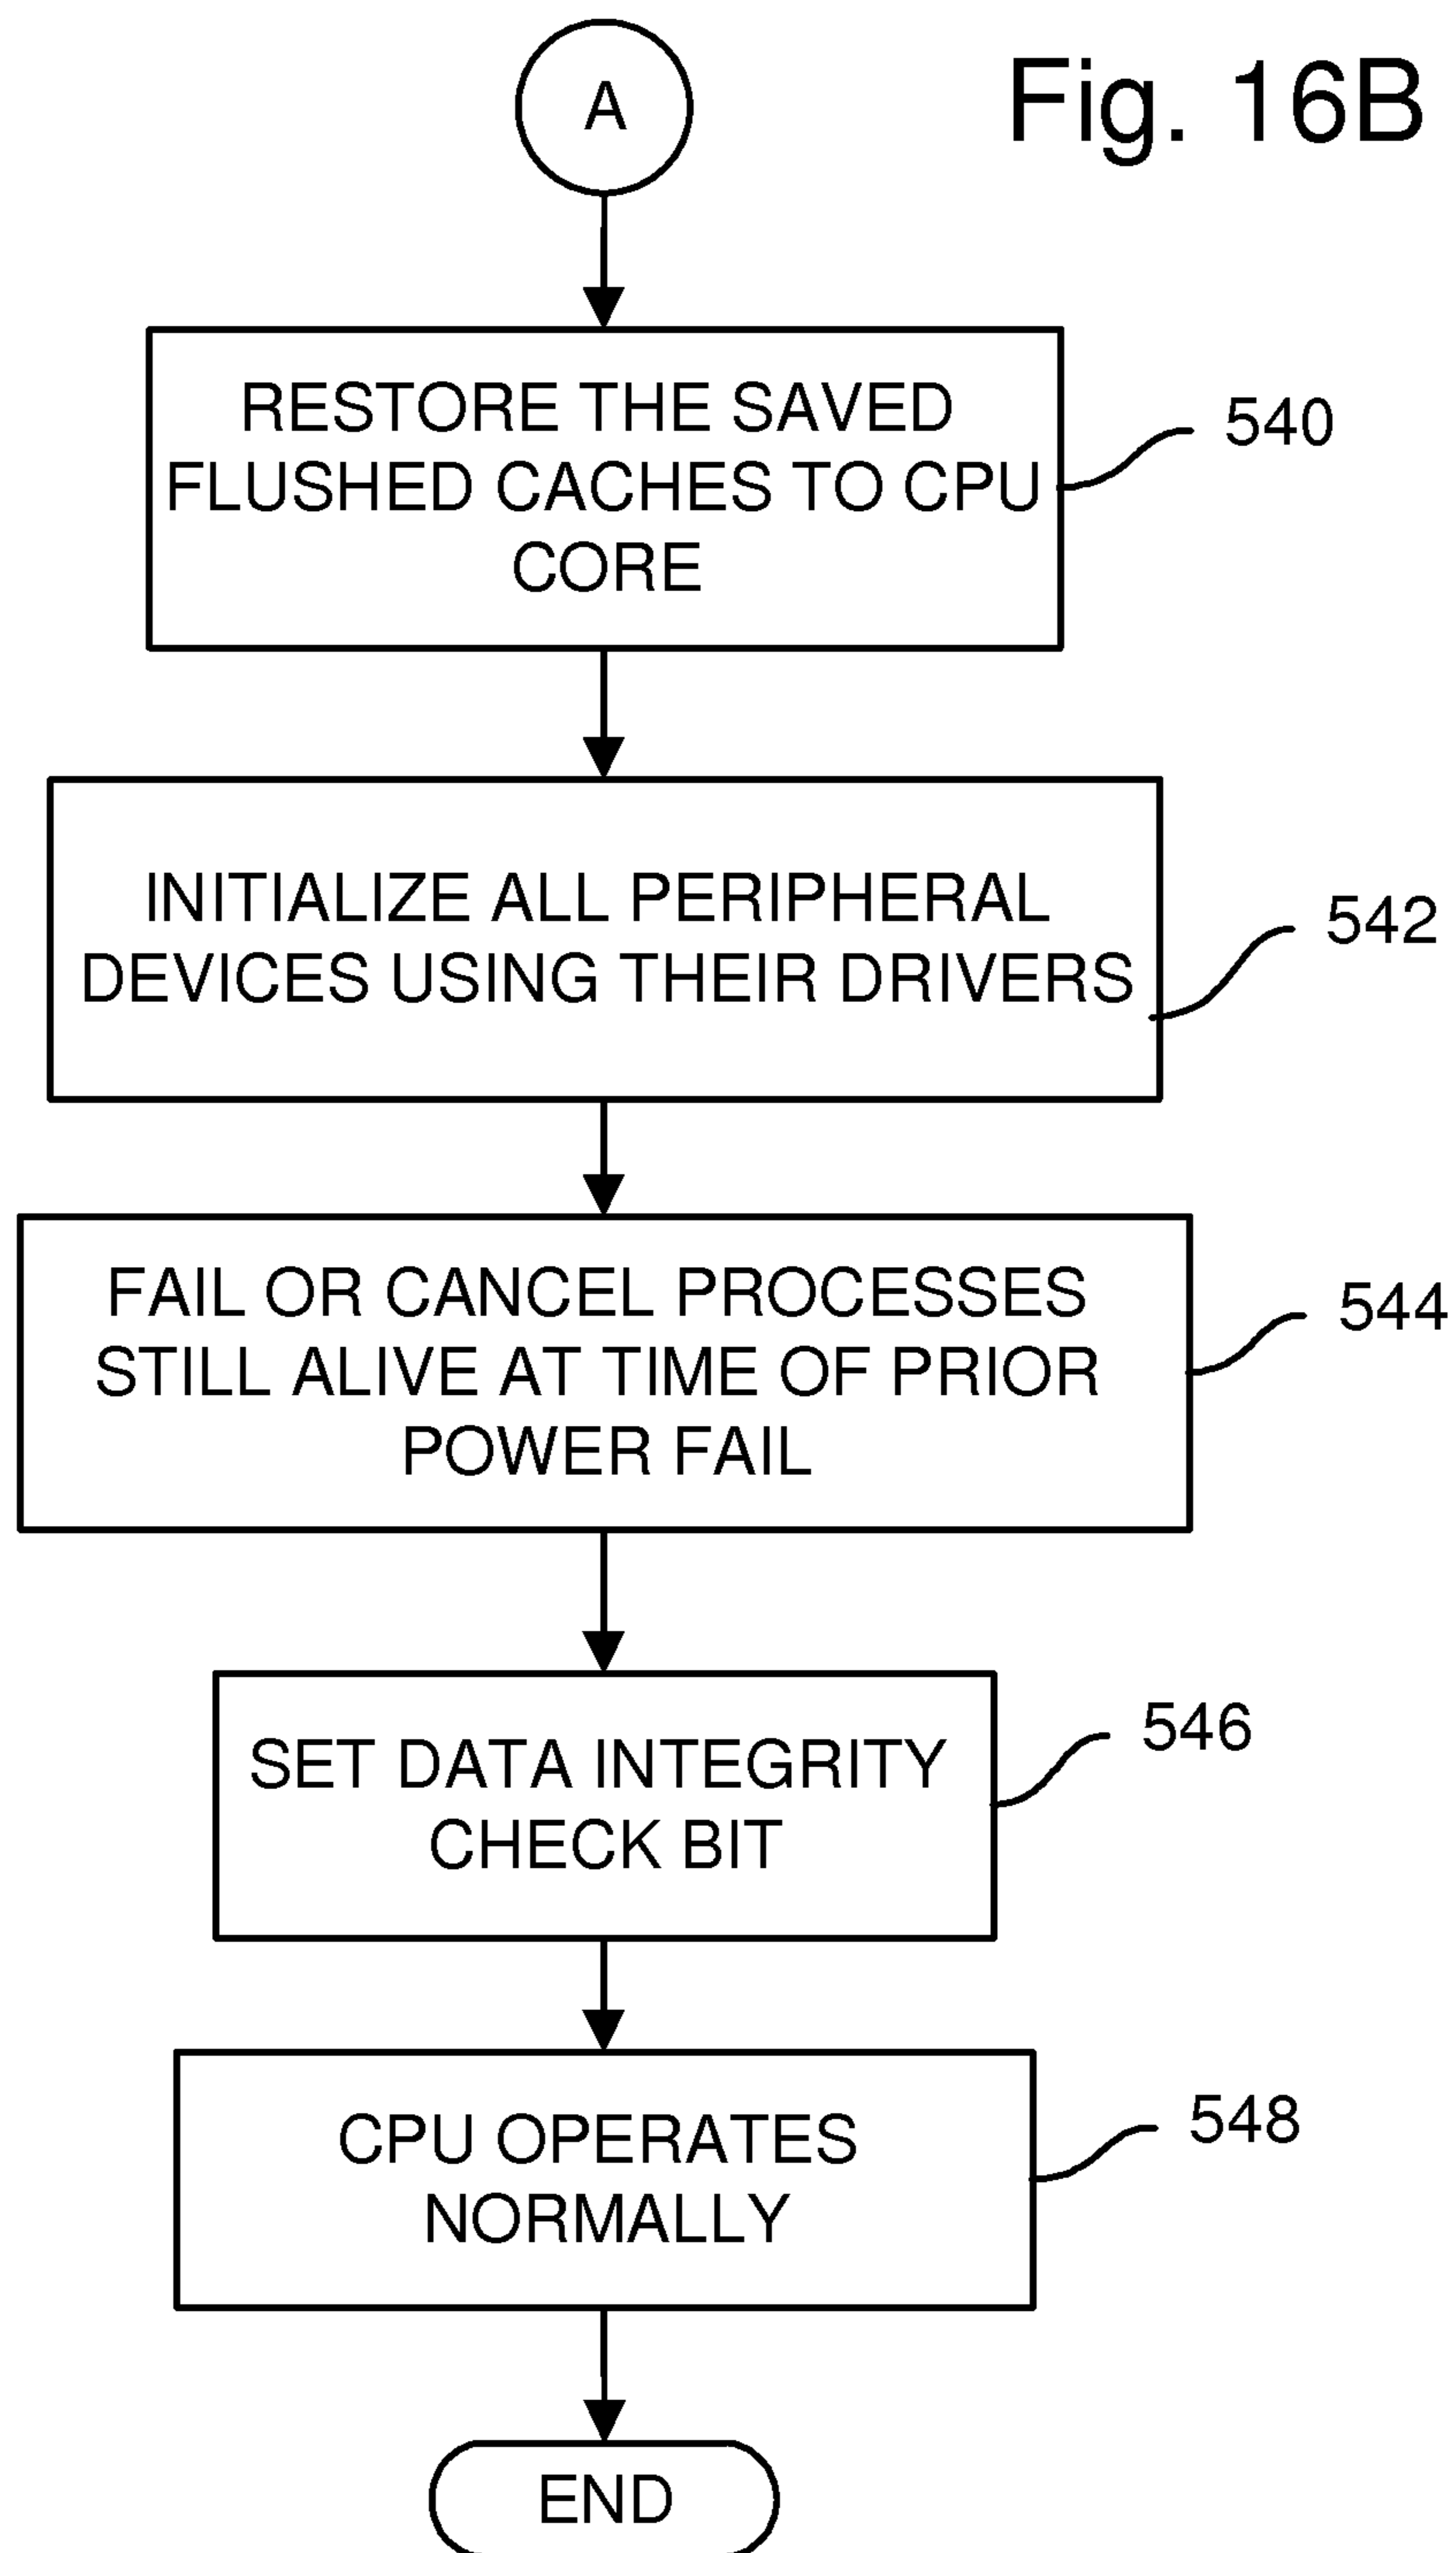 A
Fig. 16B
RESTORE THE SAVED
FLUSHED CACHES TO CPU
CORE
540
INITIALIZE ALL PERIPHERAL
DEVICES USING THEIR DRIVERS
542
FAIL OR CANCEL PROCESSES
STILL ALIVE AT TIME OF PRIOR
POWER FAIL
544
SET DATA INTEGRITY
CHECK BIT
546
CPU OPERATES
NORMALLY
548
END